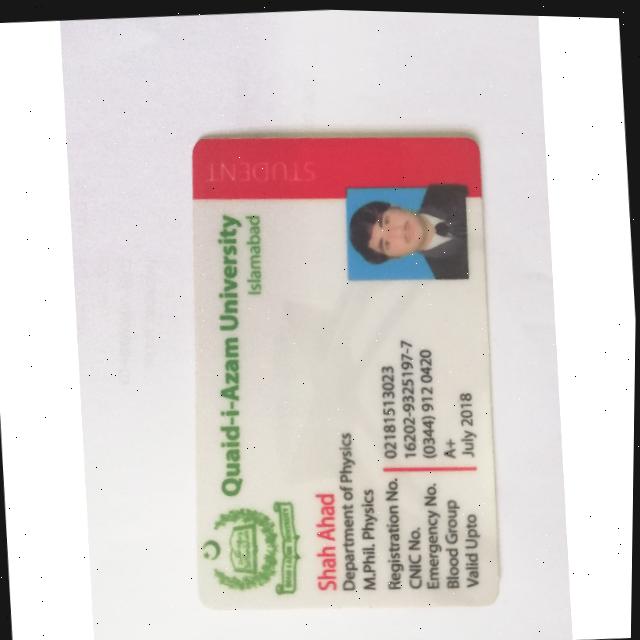 STUDENT
Quaid-i-Azam University
Islamabad
Shah Ahad
Department of Physics
M.Phil. Physics
Registration No. 02181513023
CNIC No. 16202-9325197-7
Emergency No. (0344) 912 0420
Blood Group A+
Valid Upto July 2018